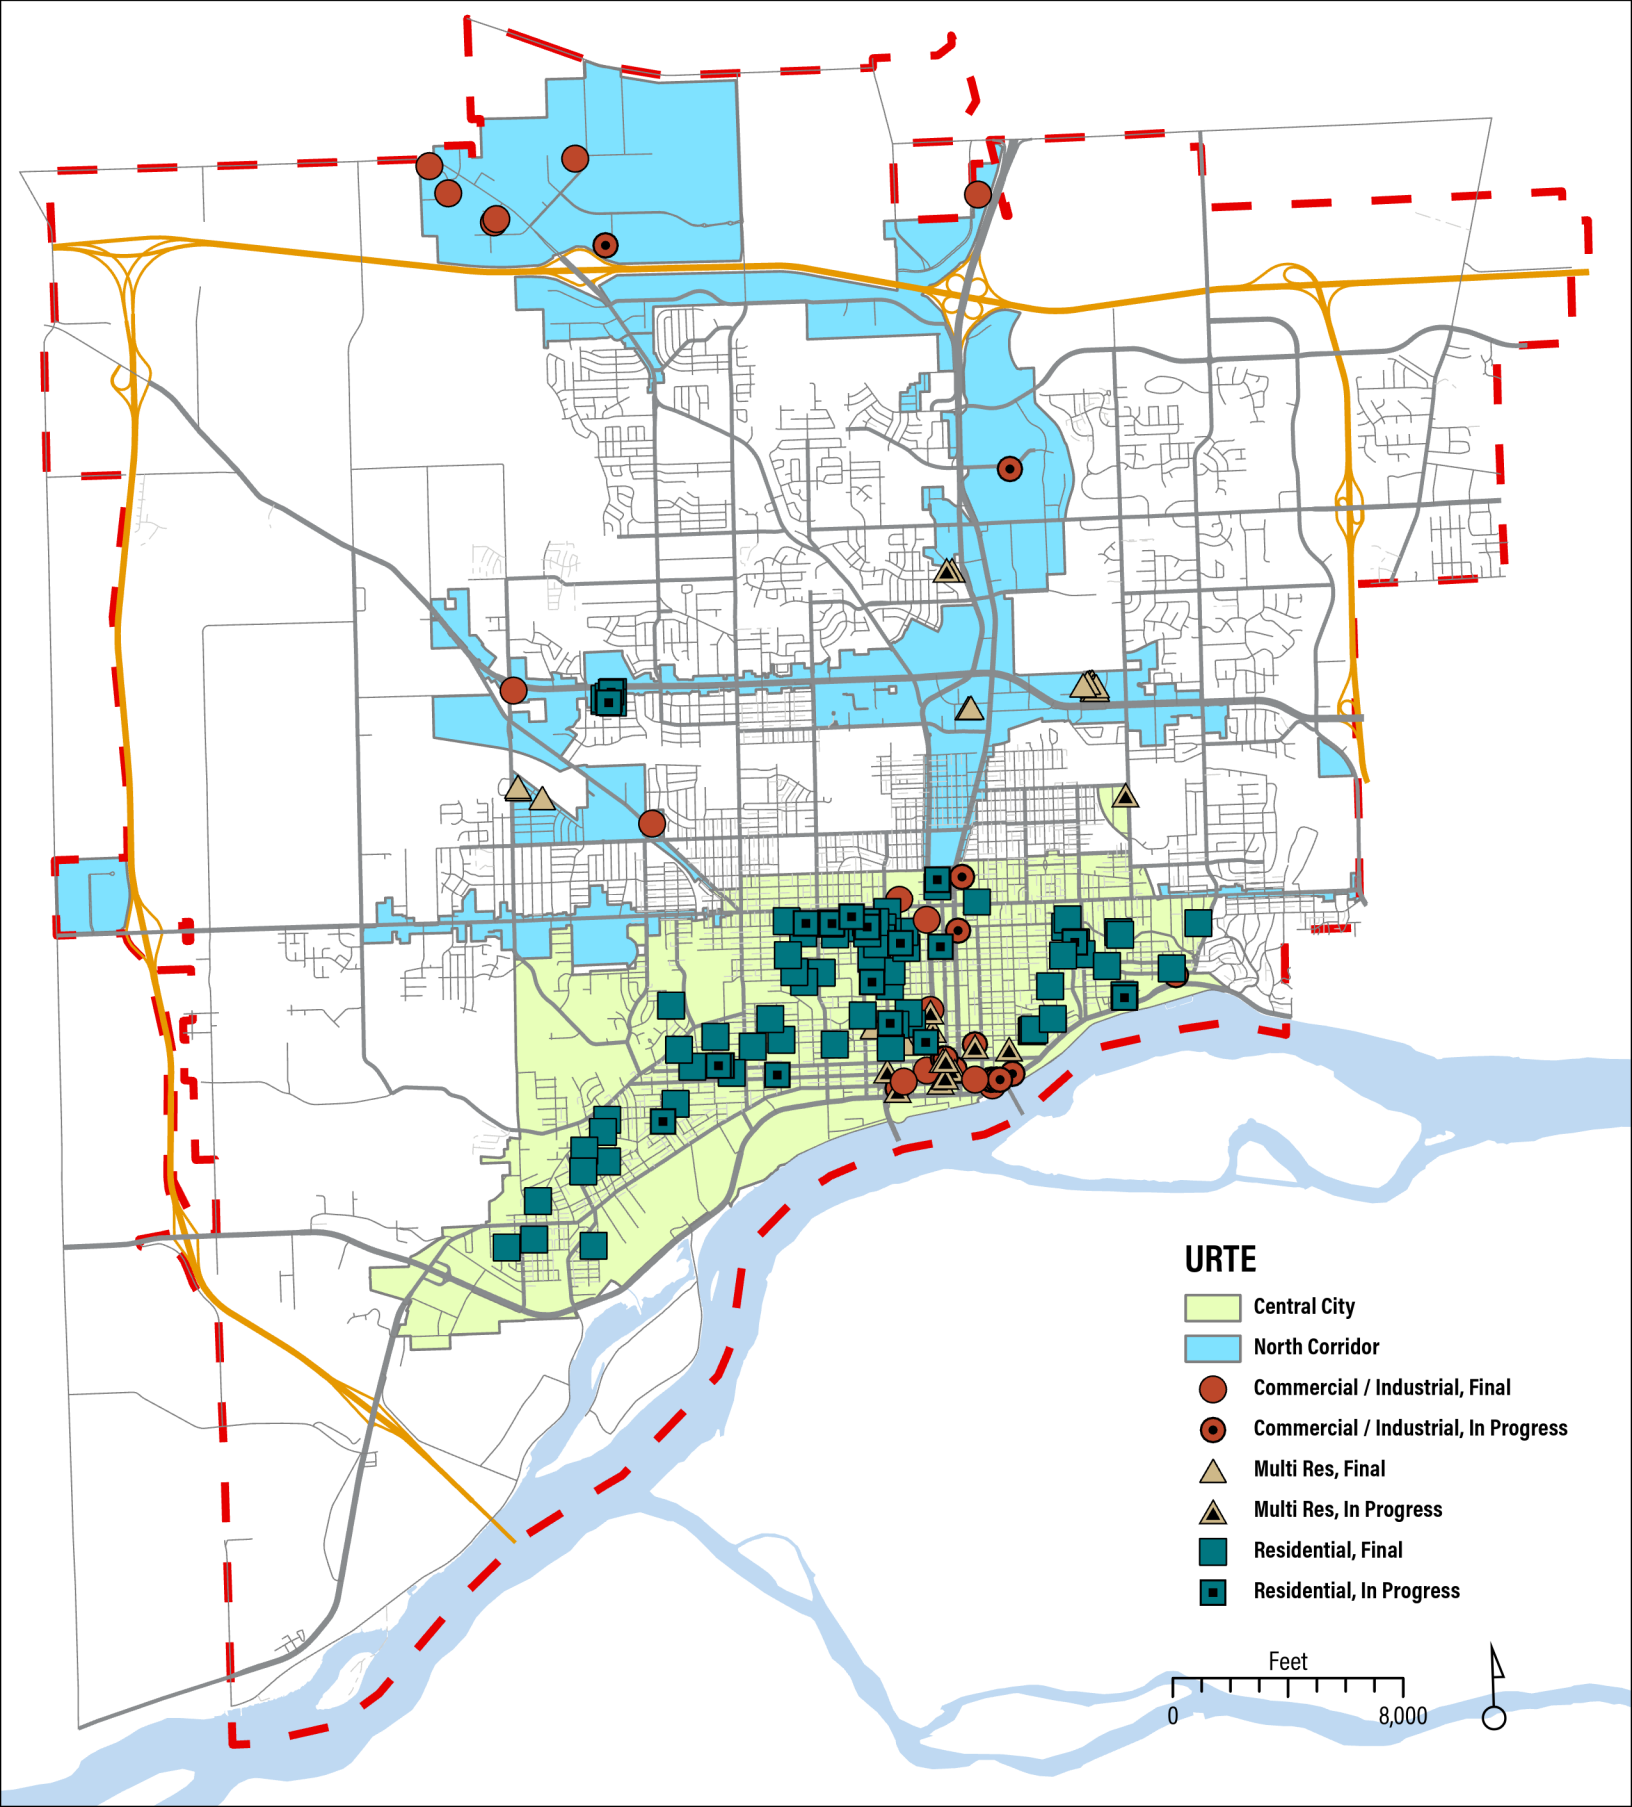 URTE
Central City
North Corridor
Commercial / Industrial, Final
Commercial / Industrial, In Progress
Multi Res, Final
Multi Res, In Progress
Residential, Final
Residential, In Progress
Feet
0 8,000